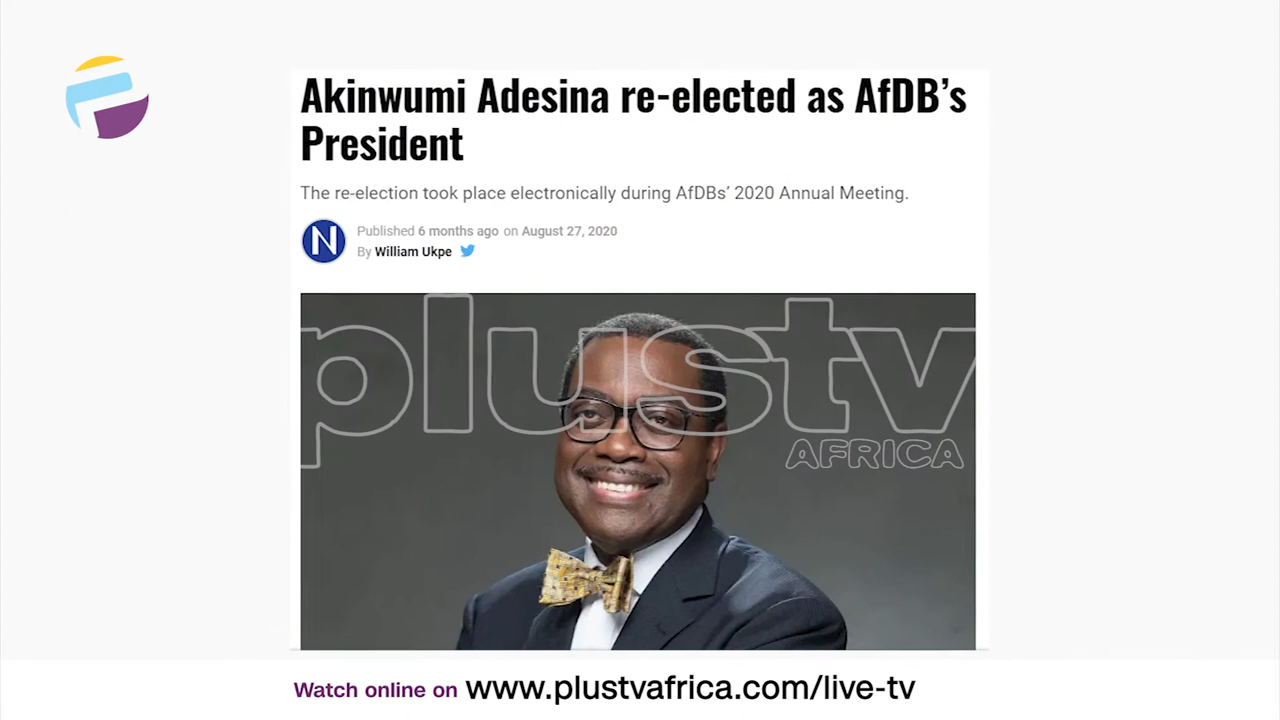 Akinwumi Adesina re-elected as AfDB's
President
The re-election took place electronically during AfDBs' 2020 Annual Meeting.
N
Published 6 months ago on August 27, 2020
By William Ukpe
plustv
AFRICA
Watch online on www.plustvafrica.com/live-tv